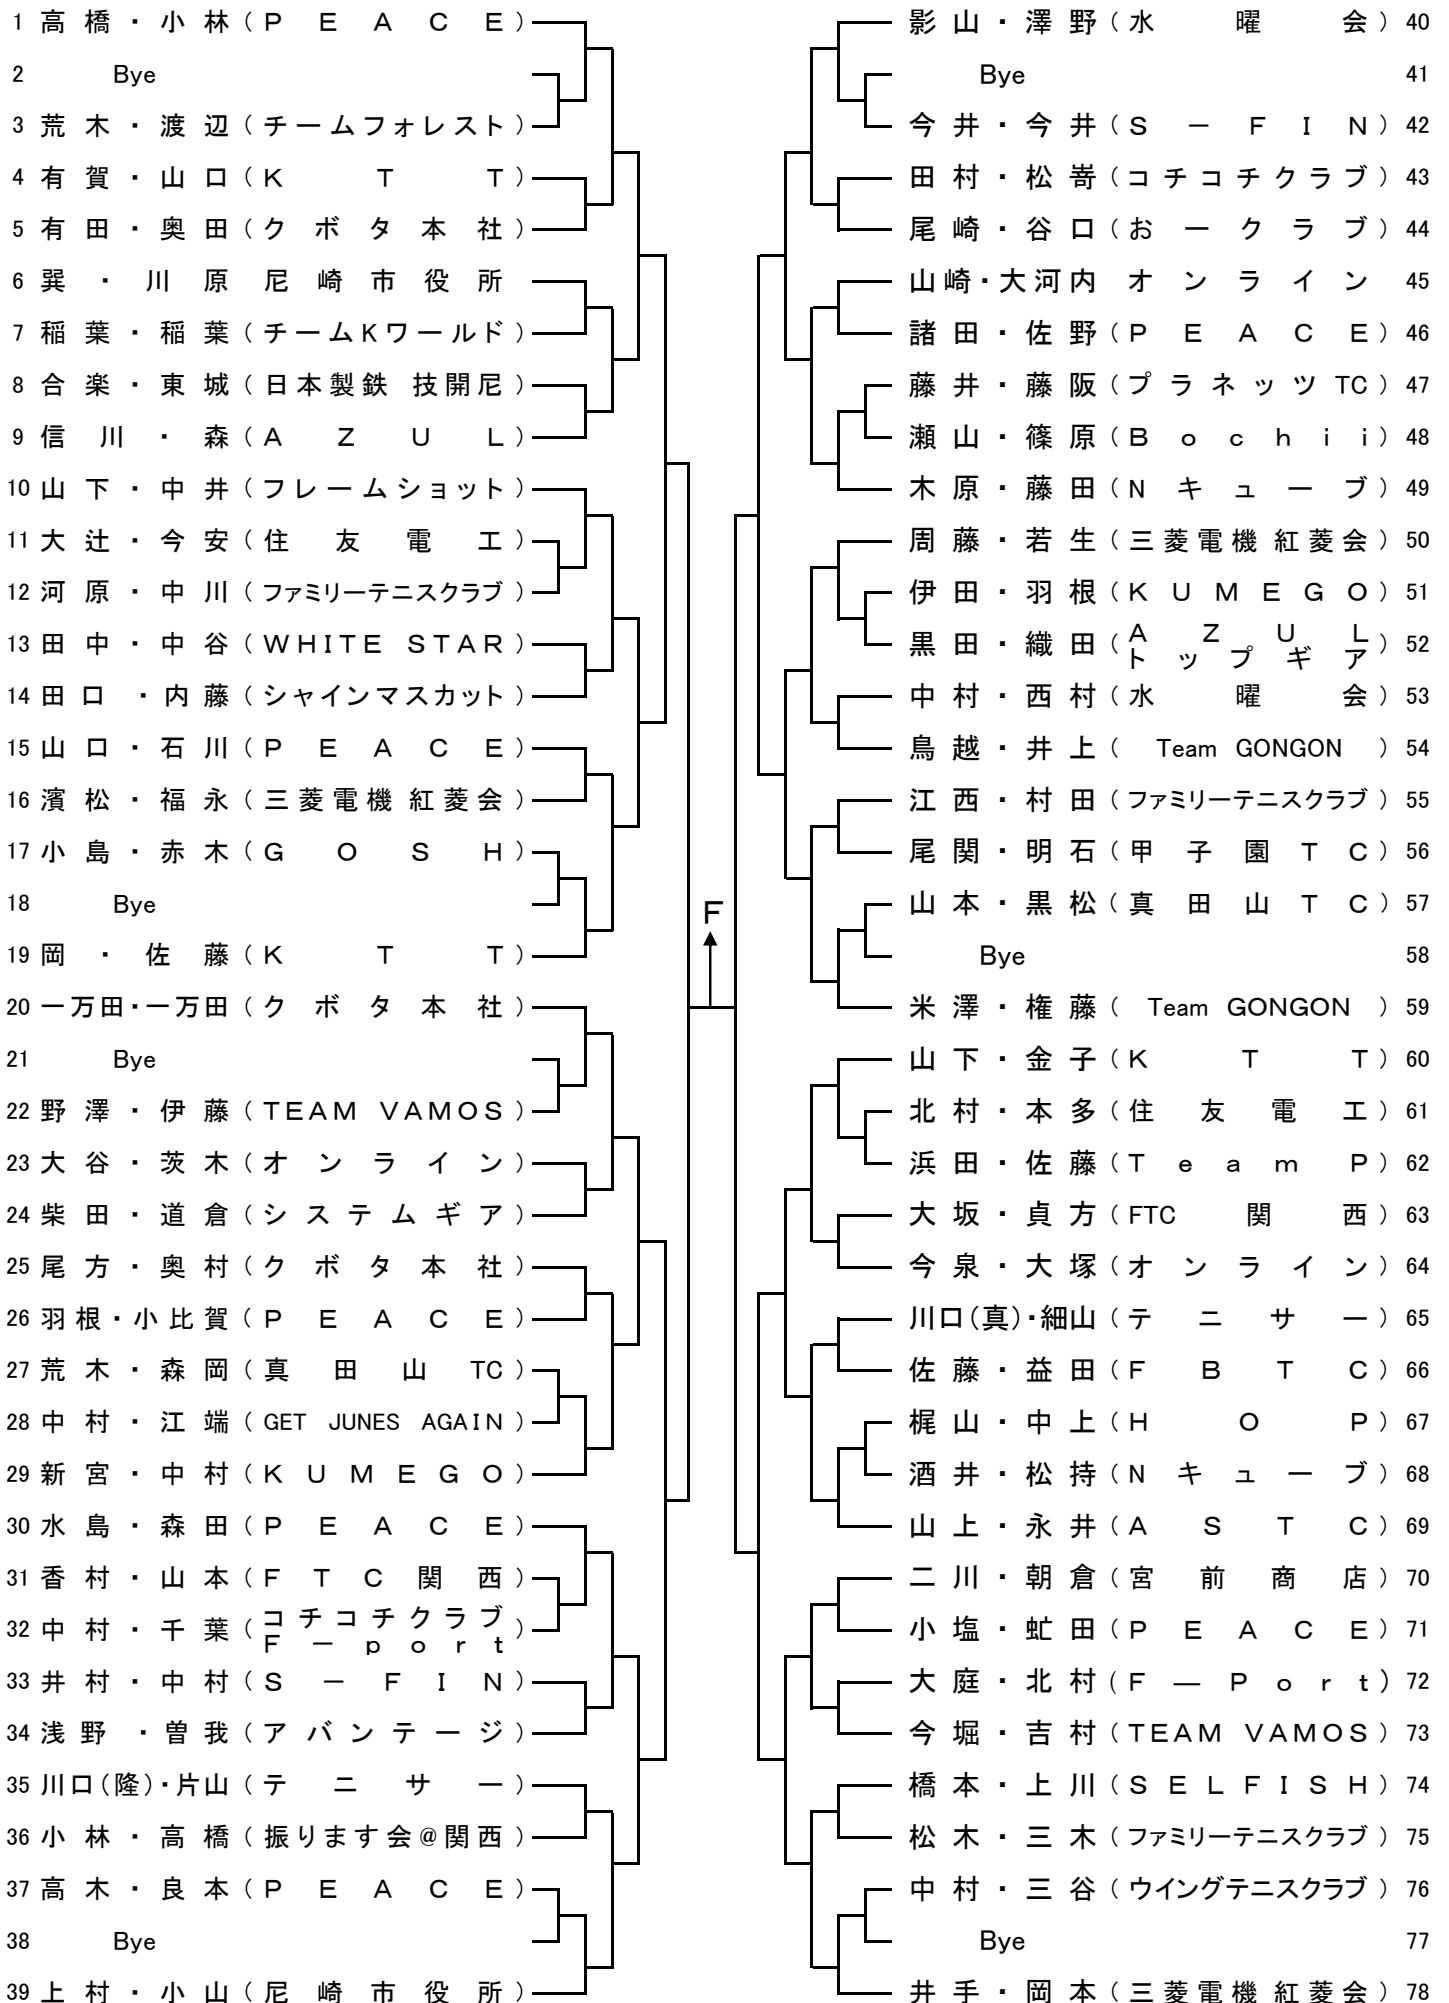 1 高橋・小林（ＰＥＡＣＥ）
2 Bye
3 荒木・渡辺（チームフォレスト）
4 有賀・山口（ＫＴＴ）
5 有田・奥田（クボタ本社）
6 巽・川原 尼崎市役所
7 稲葉・稲葉（チームKワールド）
8 合楽・東城（日本製鉄 技開尼）
9 信川・森（ＡＺＵＬ）
10 山下・中井（フレームショット）
11 大辻・今安（住友電工）
12 河原・中川（ファミリーテニスクラブ）
13 田中・中谷（ＷＨＩＴＥ ＳＴＡＲ）
14 田口・内藤（シャインマスカット）
15 山口・石川（ＰＥＡＣＥ）
16 濱松・福永（三菱電機 紅菱会）
17 小島・赤木（ＧＯＳＨ）
18 Bye
19 岡・佐藤（ＫＴＴ）
20 一万田・一万田（クボタ本社）
21 Bye
22 野澤・伊藤（ＴＥＡＭ ＶＡＭＯＳ）
23 大谷・茨木（オンライン）
24 柴田・道倉（システムギア）
25 尾方・奥村（クボタ本社）
26 羽根・小比賀（ＰＥＡＣＥ）
27 荒木・森岡（真田山TC）
28 中村・江端（GET JUNES AGAIN）
29 新宮・中村（ＫＵＭＥＧＯ）
30 水島・森田（ＰＥＡＣＥ）
31 香村・山本（ＦＴＣ関西）
32 中村・千葉（コチコチクラブ
Ｆ－ｐｏｒｔ）
33 井村・中村（Ｓ－ＦＩＮ）
34 浅野・曽我（アバンテージ）
35 川口(隆)・片山（テニサー）
36 小林・高橋（振ります会@関西）
37 高木・良本（ＰＥＡＣＥ）
38 Bye
39 上村・小山（尼崎市役所）
F
影山・澤野（水曜会）40
Bye 41
今井・今井（Ｓ－ＦＩＮ）42
田村・松嵜（コチコチクラブ）43
尾崎・谷口（おークラブ）44
山崎・大河内 オンライン 45
諸田・佐野（ＰＥＡＣＥ）46
藤井・藤阪（プラネッツTC）47
瀬山・篠原（Ｂｏｃｈｉｉ）48
木原・藤田（Nキューブ）49
周藤・若生（三菱電機 紅菱会）50
伊田・羽根（ＫＵＭＥＧＯ）51
黒田・織田（ＡＺＵＬ
トップギア）52
中村・西村（水曜会）53
鳥越・井上（Team GONGON）54
江西・村田（ファミリーテニスクラブ）55
尾関・明石（甲子園ＴＣ）56
山本・黒松（真田山ＴＣ）57
Bye 58
米澤・権藤（Team GONGON）59
山下・金子（ＫＴＴ）60
北村・本多（住友電工）61
浜田・佐藤（ＴｅａｍＰ）62
大坂・貞方（FTC関西）63
今泉・大塚（オンライン）64
川口(真)・細山（テニサー）65
佐藤・益田（ＦＢＴＣ）66
梶山・中上（ＨＯＰ）67
酒井・松持（Nキューブ）68
山上・永井（ＡＳＴＣ）69
二川・朝倉（宮前商店）70
小塩・虻田（ＰＥＡＣＥ）71
大庭・北村（Ｆ―Ｐｏｒｔ）72
今堀・吉村（ＴＥＡＭ ＶＡＭＯＳ）73
橋本・上川（ＳＥＬＦＩＳＨ）74
松木・三木（ファミリーテニスクラブ）75
中村・三谷（ウイングテニスクラブ）76
Bye 77
井手・岡本（三菱電機 紅菱会）78